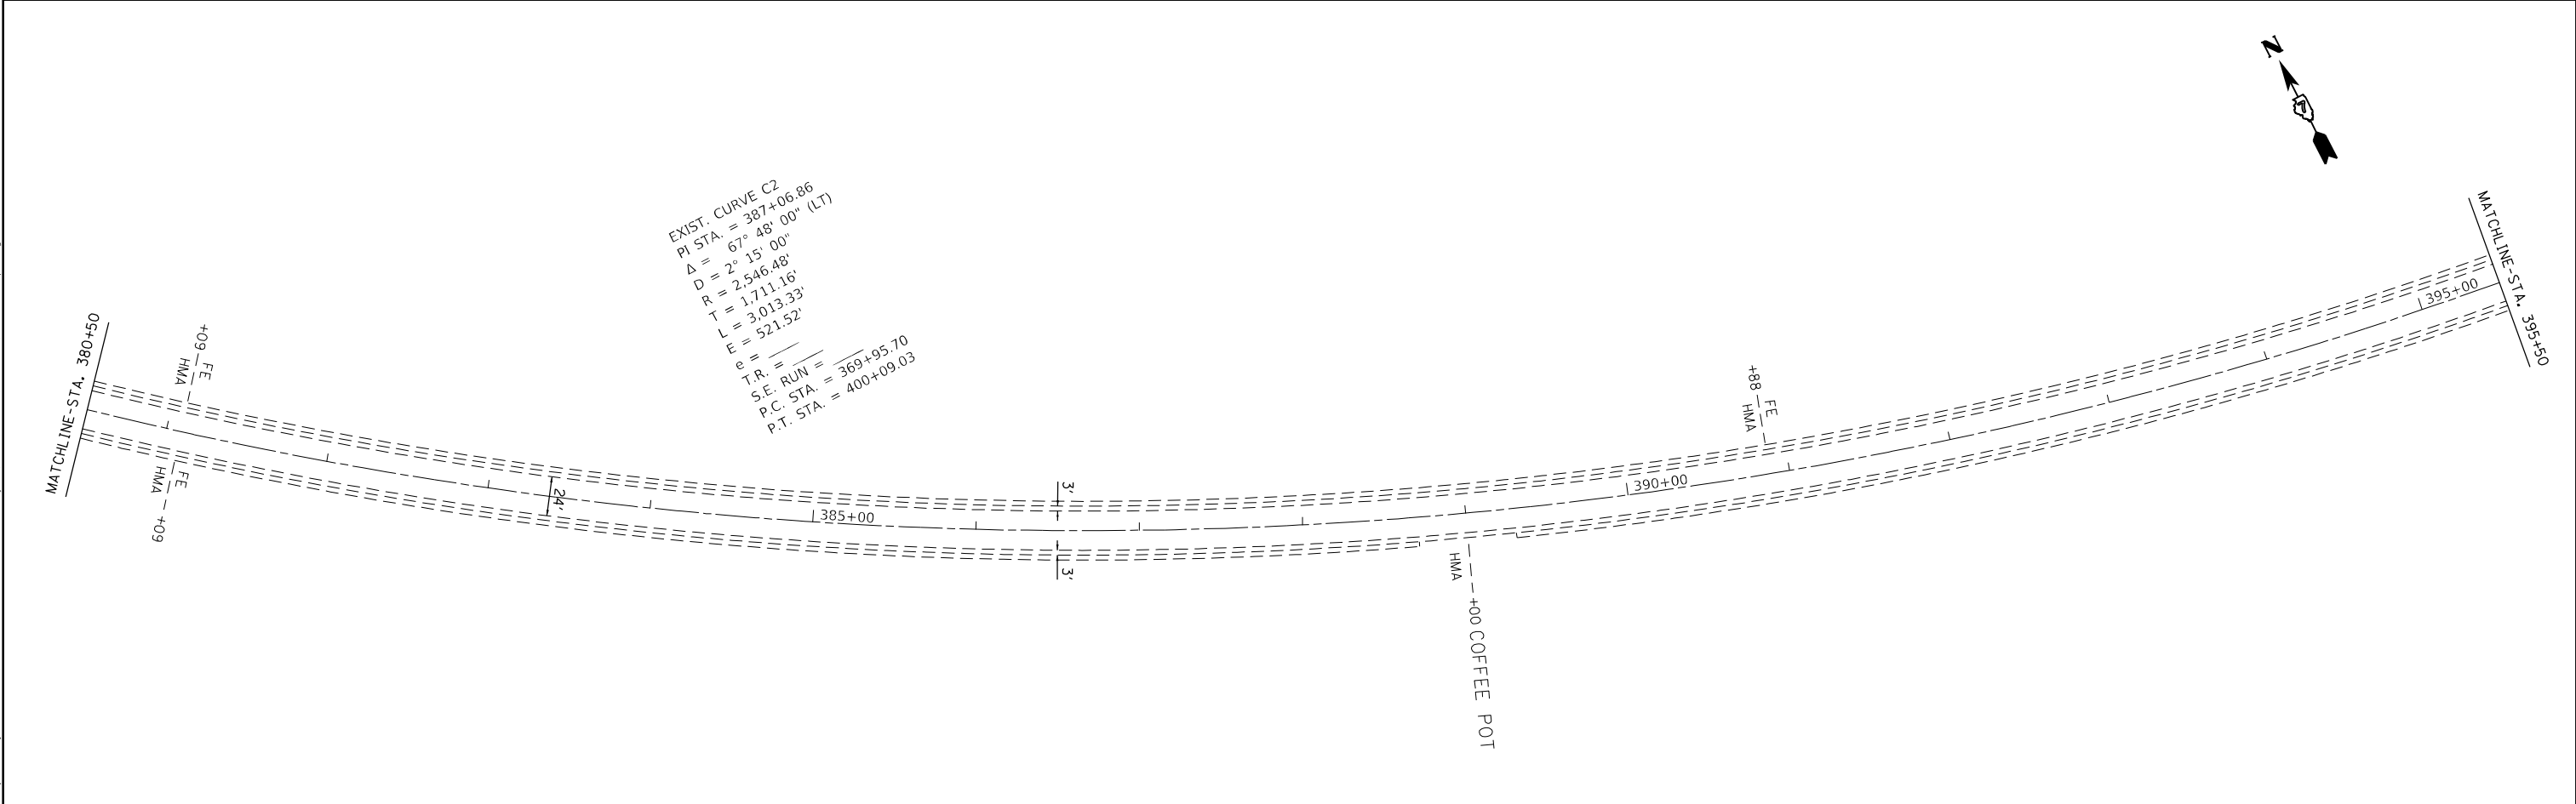 N
EXIST. CURVE C2
PI STA. = 387+06.86
Δ = 67° 48' 00" (LT)
D = 2° 15' 00"
R = 2,546.48'
T = 1,711.16'
L = 3,013.33'
E = 521.52'
e = ____
T.R. = ____
S.E. RUN = ____
P.C. STA. = 369+95.70
P.T. STA. = 400+09.03
MATCHLINE-STA. 380+50
+09
FE
HMA
FE
HMA
+09
24'
385+00
3'
3'
HMA
+00 COFFEE POT
390+00
+88
FE
HMA
395+00
MATCHLINE-STA. 395+50